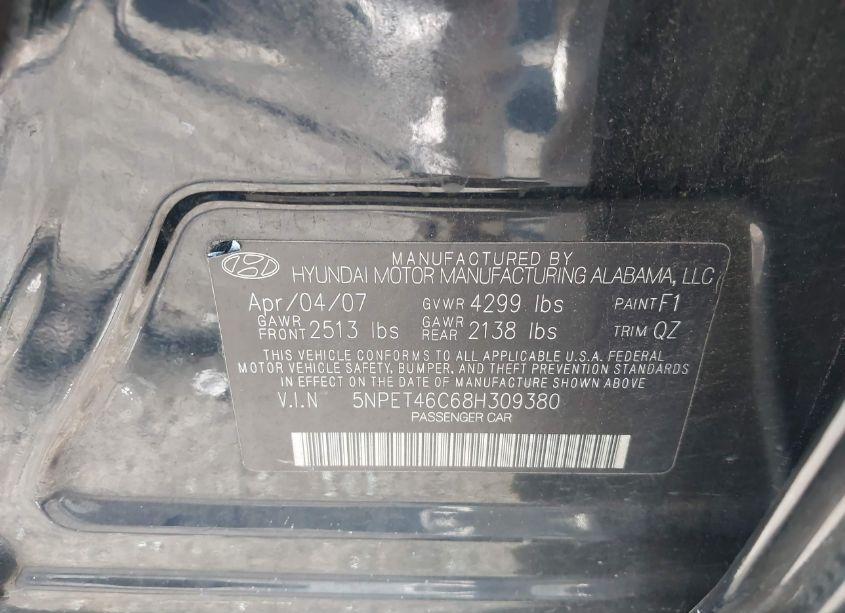 MANUFACTURED BY
HYUNDAI MOTOR MANUFACTURING ALABAMA, LLC
Apr/04/07 GVWR 4299 lbs PAINT F1
GAWR FRONT 2513 lbs GAWR REAR 2138 lbs TRIM QZ
THIS VEHICLE CONFORMS TO ALL APPLICABLE U.S.A. FEDERAL
MOTOR VEHICLE SAFETY, BUMPER, AND THEFT PREVENTION STANDARDS
IN EFFECT ON THE DATE OF MANUFACTURE SHOWN ABOVE
V.I.N 5NPET46C68H309380
PASSENGER CAR